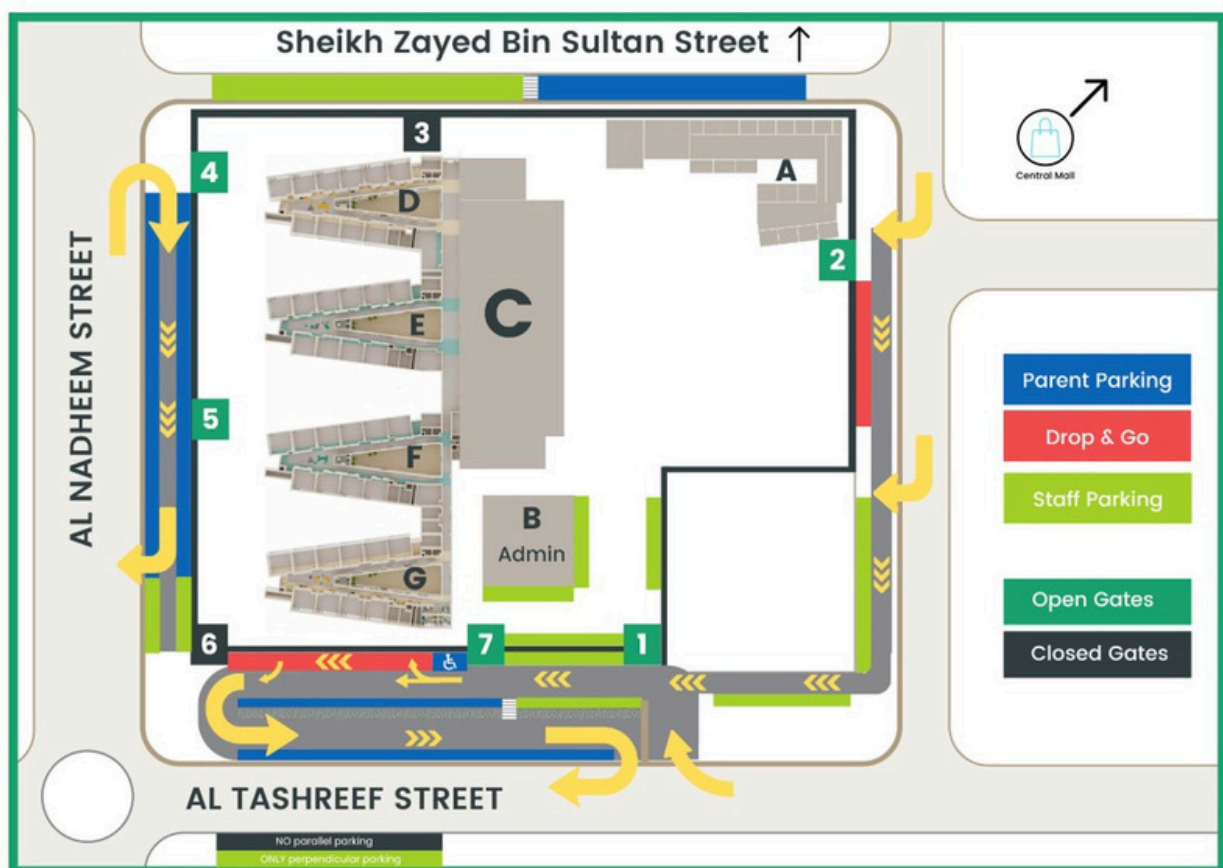 Sheikh Zayed Bin Sultan Street
3
4
A
Central Mall
D
2
AL NADHEEM STREET
E
C
Parent Parking
5
Drop & Go
F
Staff Parking
B
Admin
G
Open Gates
6
7
1
Closed Gates
AL TASHREEF STREET
NO parallel parking
ONLY perpendicular parking